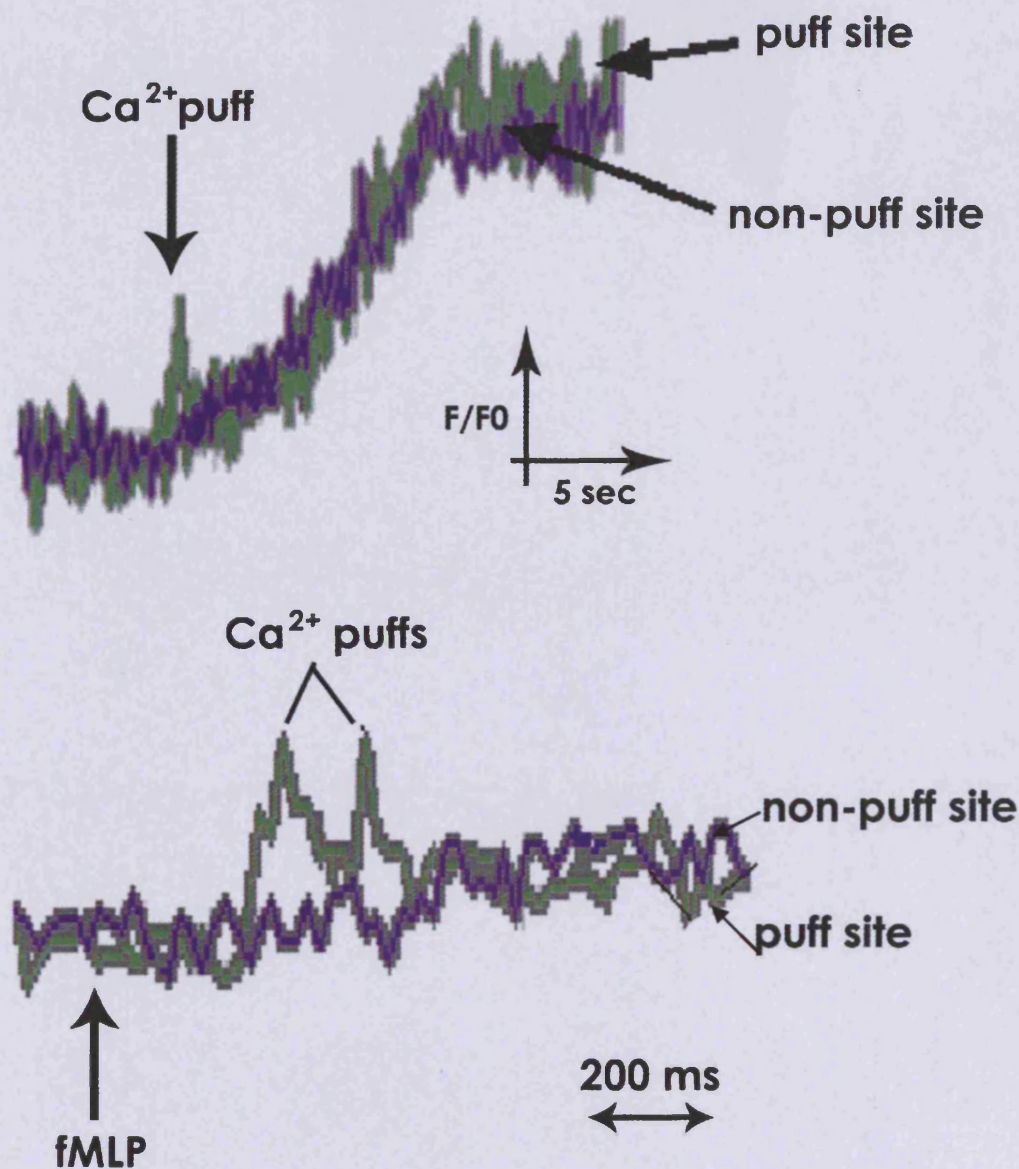 puff site
Ca²⁺puff
non-puff site
F/F0
5 sec
Ca²⁺ puffs
non-puff site
puff site
200 ms
fMLP